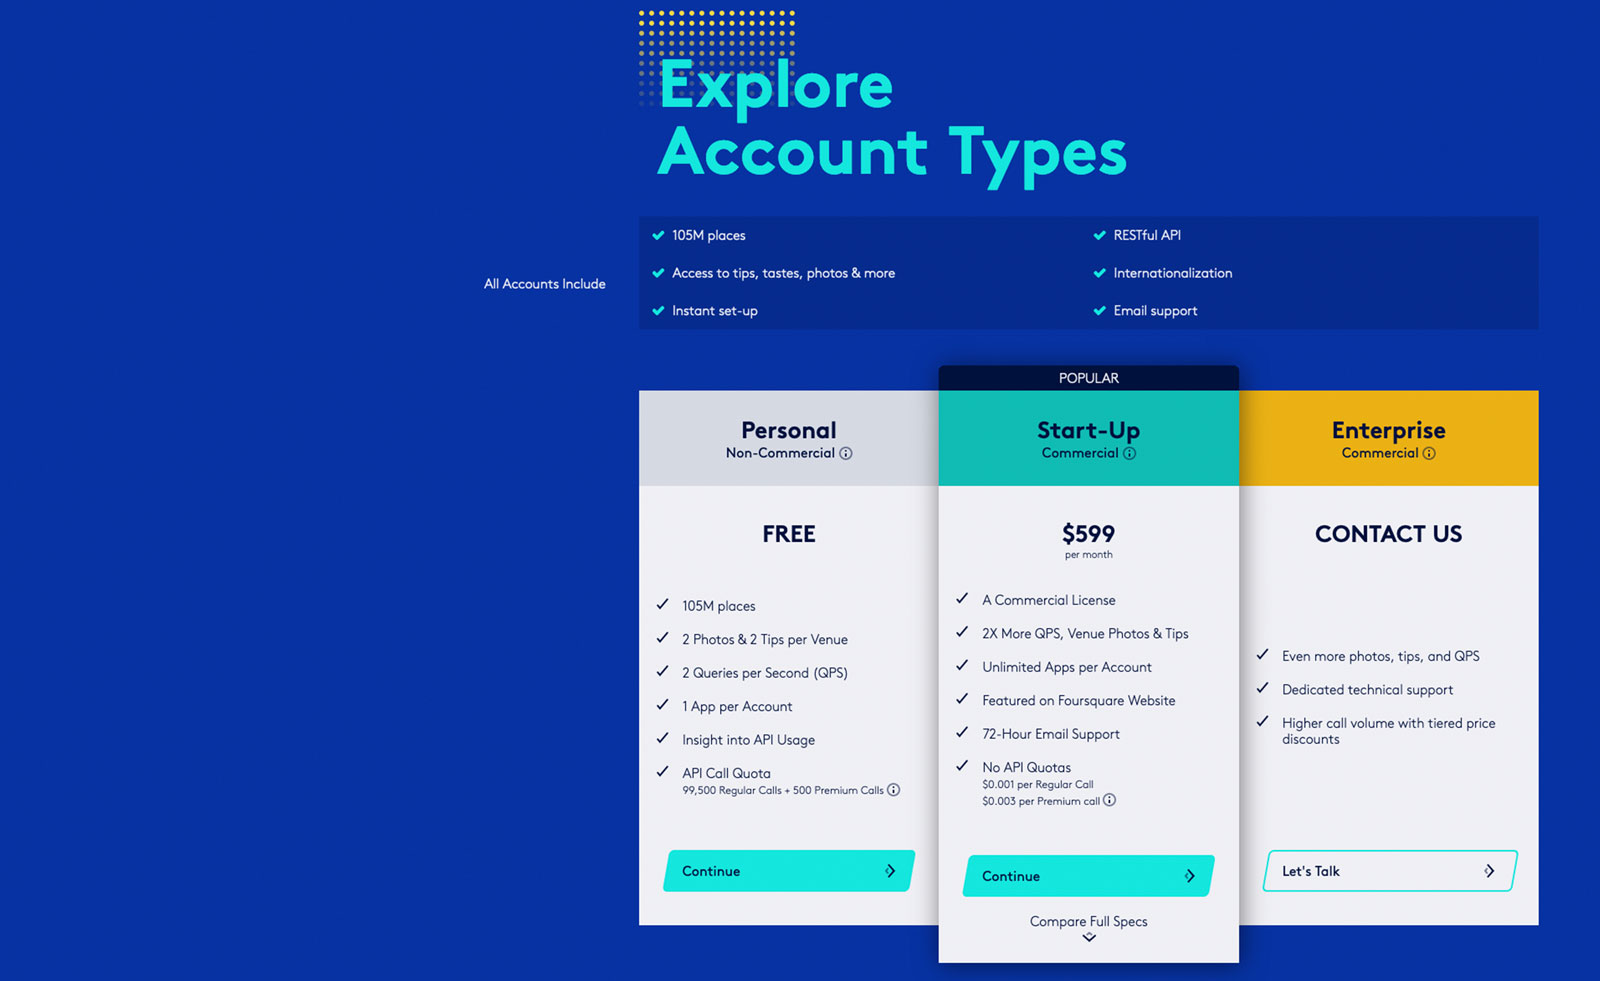 Explore
Account Types
All Accounts Include
105M places
Access to tips, tastes, photos & more
Instant set-up
RESTful API
Internationalization
Email support
Personal
Non-Commercial
FREE
105M places
2 Photos & 2 Tips per Venue
2 Queries per Second (QPS)
1 App per Account
Insight into API Usage
API Call Quota
99,500 Regular Calls + 500 Premium Calls
Continue
POPULAR
Start-Up
Commercial
$599
per month
A Commercial License
2X More QPS, Venue Photos & Tips
Unlimited Apps per Account
Featured on Foursquare Website
72-Hour Email Support
No API Quotas
$0.001 per Regular Call
$0.003 per Premium call
Continue
Compare Full Specs
Enterprise
Commercial
CONTACT US
Even more photos, tips, and QPS
Dedicated technical support
Higher call volume with tiered price
discounts
Let's Talk